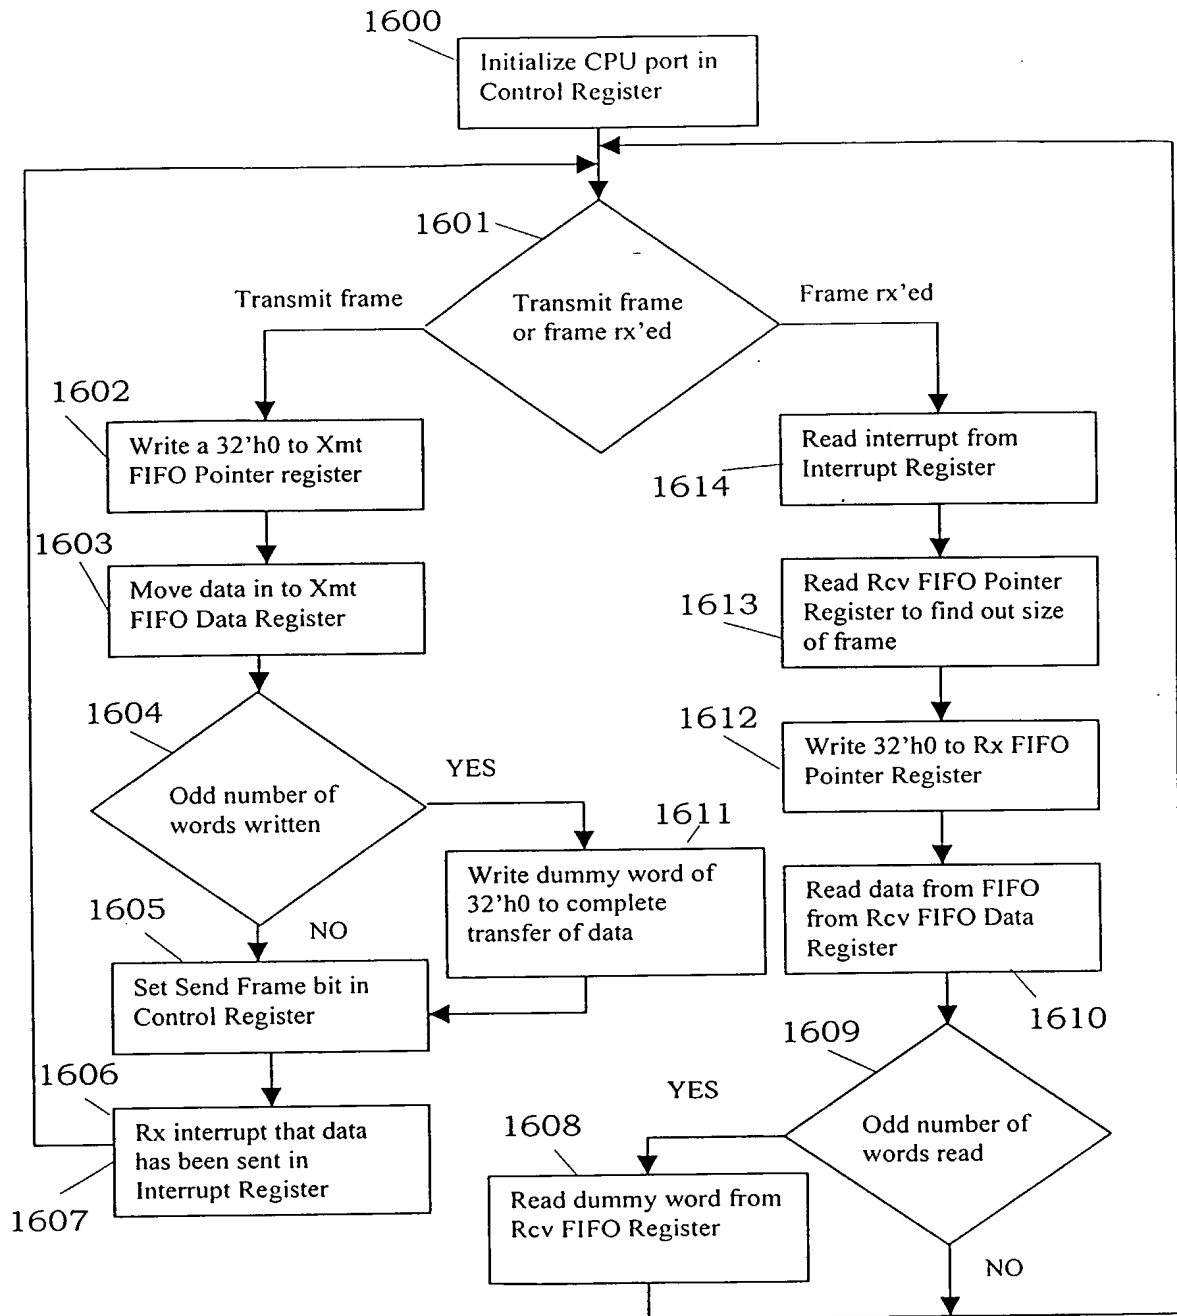 1600
Initialize CPU port in
Control Register
1601
Transmit frame
or frame rx'ed
Transmit frame
Frame rx'ed
1602
Write a 32'h0 to Xmt
FIFO Pointer register
1603
Move data in to Xmt
FIFO Data Register
1604
Odd number of
words written
YES
1611
Write dummy word of
32'h0 to complete
transfer of data
NO
1605
Set Send Frame bit in
Control Register
1606
Rx interrupt that data
has been sent in
Interrupt Register
1607
Read interrupt from
Interrupt Register
1614
Read Rcv FIFO Pointer
Register to find out size
of frame
1613
1612
Write 32'h0 to Rx FIFO
Pointer Register
Read data from FIFO
from Rcv FIFO Data
Register
1610
1609
Odd number of
words read
YES
1608
Read dummy word from
Rcv FIFO Register
NO